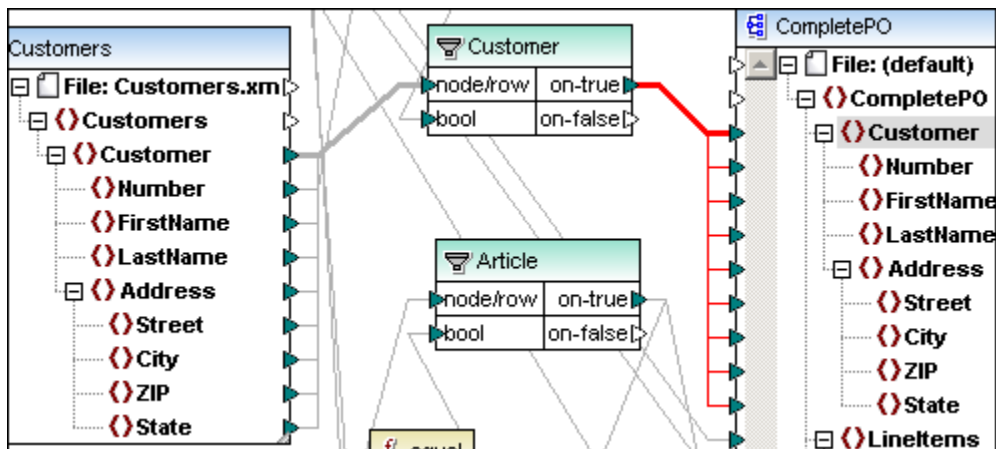 Customers
File: Customers.xm
Customers
Customer
Number
FirstName
LastName
Address
Street
City
ZIP
State
Customer
node/row on-true
bool on-false
Article
node/row on-true
bool on-false
equal
CompletePO
File: (default)
CompletePO
Customer
Number
FirstName
LastName
Address
Street
City
ZIP
State
LineItems